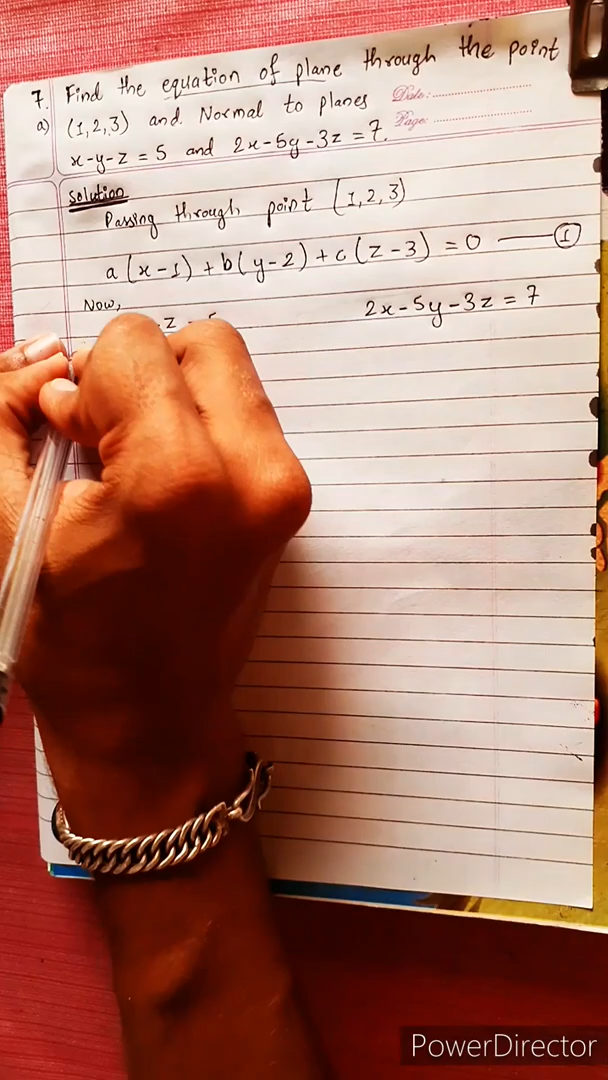 7. Find the equation of plane through the point
a) (1,2,3) and Normal to planes
Date:
x-y-z = 5 and 2x-5y-3z = 7.
Page:
Solution
Passing through point (1,2,3)
a(x-1) + b(y-2) + c(z-3) = 0 —— ①
Now,
2x-5y-3z = 7
PowerDirector